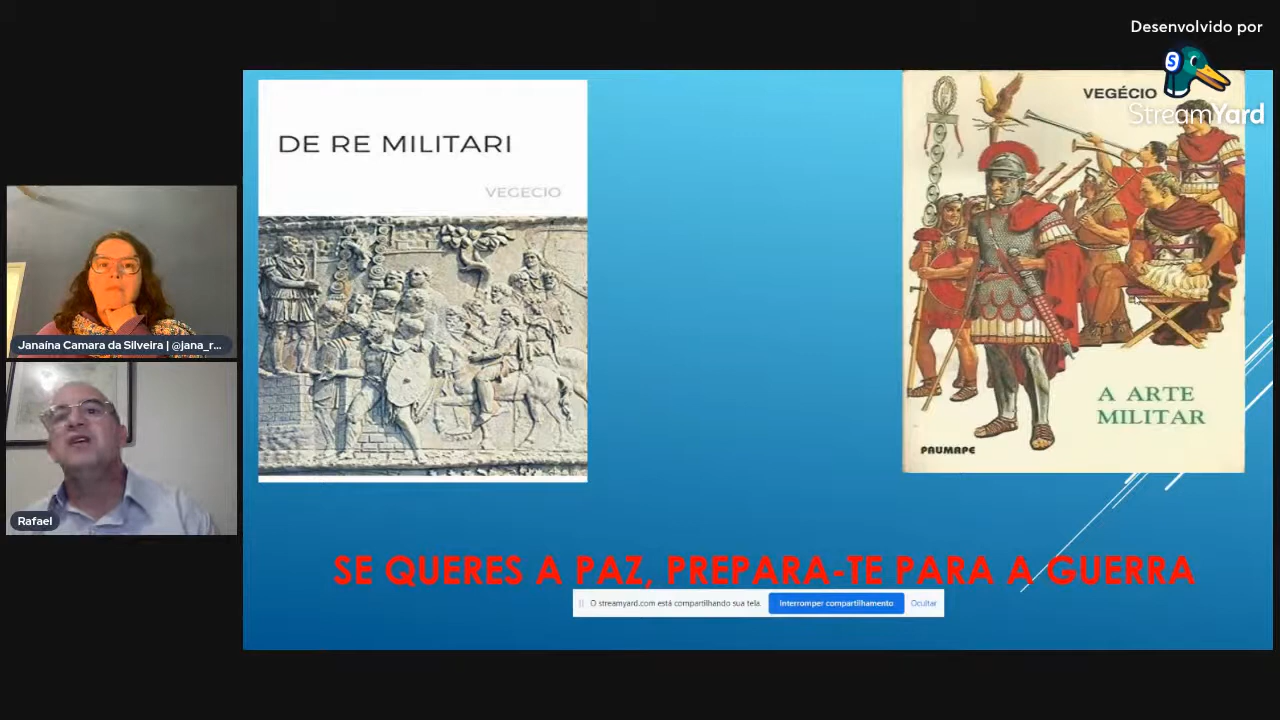 Desenvolvido por
StreamYard
DE RE MILITARI
VEGECIO
VEGÉCIO
A ARTE
MILITAR
PAUMAPE
Janaína Camara da Silveira | @jana_r...
Rafael
SE QUERES A PAZ, PREPARA-TE PARA A GUERRA
O streamyard.com está compartilhando sua tela.
Interromper compartilhamento
Ocultar